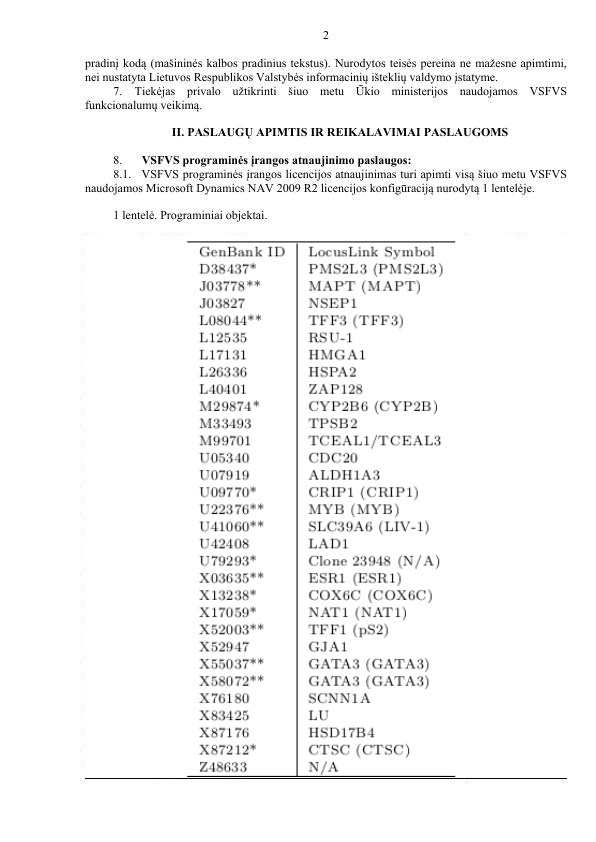 2
pradinį kodą (mašininės kalbos pradinius tekstus). Nurodytos teisės pereina ne mažesne apimtimi,
nei nustatyta Lietuvos Respublikos Valstybės informacinių išteklių valdymo įstatyme.
7. Tiekėjas privalo užtikrinti šiuo metu Ūkio ministerijos naudojamos VSFVS
funkcionalumų veikimą.
II. PASLAUGŲ APIMTIS IR REIKALAVIMAI PASLAUGOMS
8. VSFVS programinės įrangos atnaujinimo paslaugos:
8.1. VSFVS programinės įrangos licencijos atnaujinimas turi apimti visą šiuo metu VSFVS
naudojamos Microsoft Dynamics NAV 2009 R2 licencijos konfigūraciją nurodytą 1 lentelėje.
1 lentelė. Programiniai objektai.
GenBank ID LocusLink Symbol
D38437* PMS2L3 (PMS2L3)
J03778** MAPT (MAPT)
J03827 NSEP1
L08044** TFF3 (TFF3)
L12535 RSU-1
L17131 HMGA1
L26336 HSPA2
L40401 ZAP128
M29874* CYP2B6 (CYP2B)
M33493 TPSB2
M99701 TCEAL1/TCEAL3
U05340 CDC20
U07919 ALDH1A3
U09770* CRIP1 (CRIP1)
U22376** MYB (MYB)
U41060** SLC39A6 (LIV-1)
U42408 LAD1
U79293* Clone 23948 (N/A)
X03635** ESR1 (ESR1)
X13238* COX6C (COX6C)
X17059* NAT1 (NAT1)
X52003** TFF1 (pS2)
X52947 GJA1
X55037** GATA3 (GATA3)
X58072** GATA3 (GATA3)
X76180 SCNN1A
X83425 LU
X87176 HSD17B4
X87212* CTSC (CTSC)
Z48633 N/A